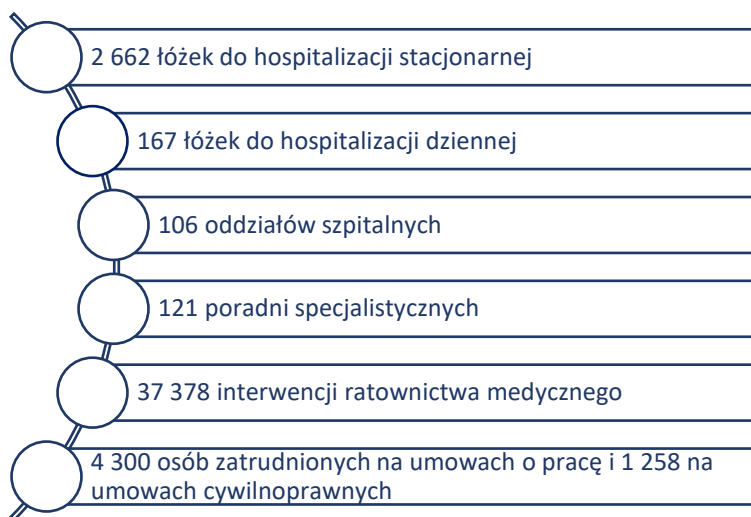 2 662 łóżek do hospitalizacji stacjonarnej
167 łóżek do hospitalizacji dziennej
106 oddziałów szpitalnych
121 poradni specjalistycznych
37 378 interwencji ratownictwa medycznego
4 300 osób zatrudnionych na umowach o pracę i 1 258 na
umowach cywilnoprawnych